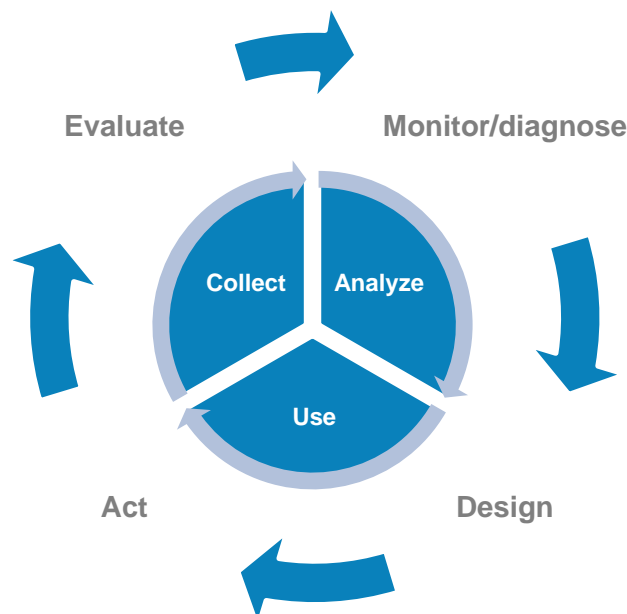 Evaluate
Monitor/diagnose
Collect
Analyze
Use
Act
Design